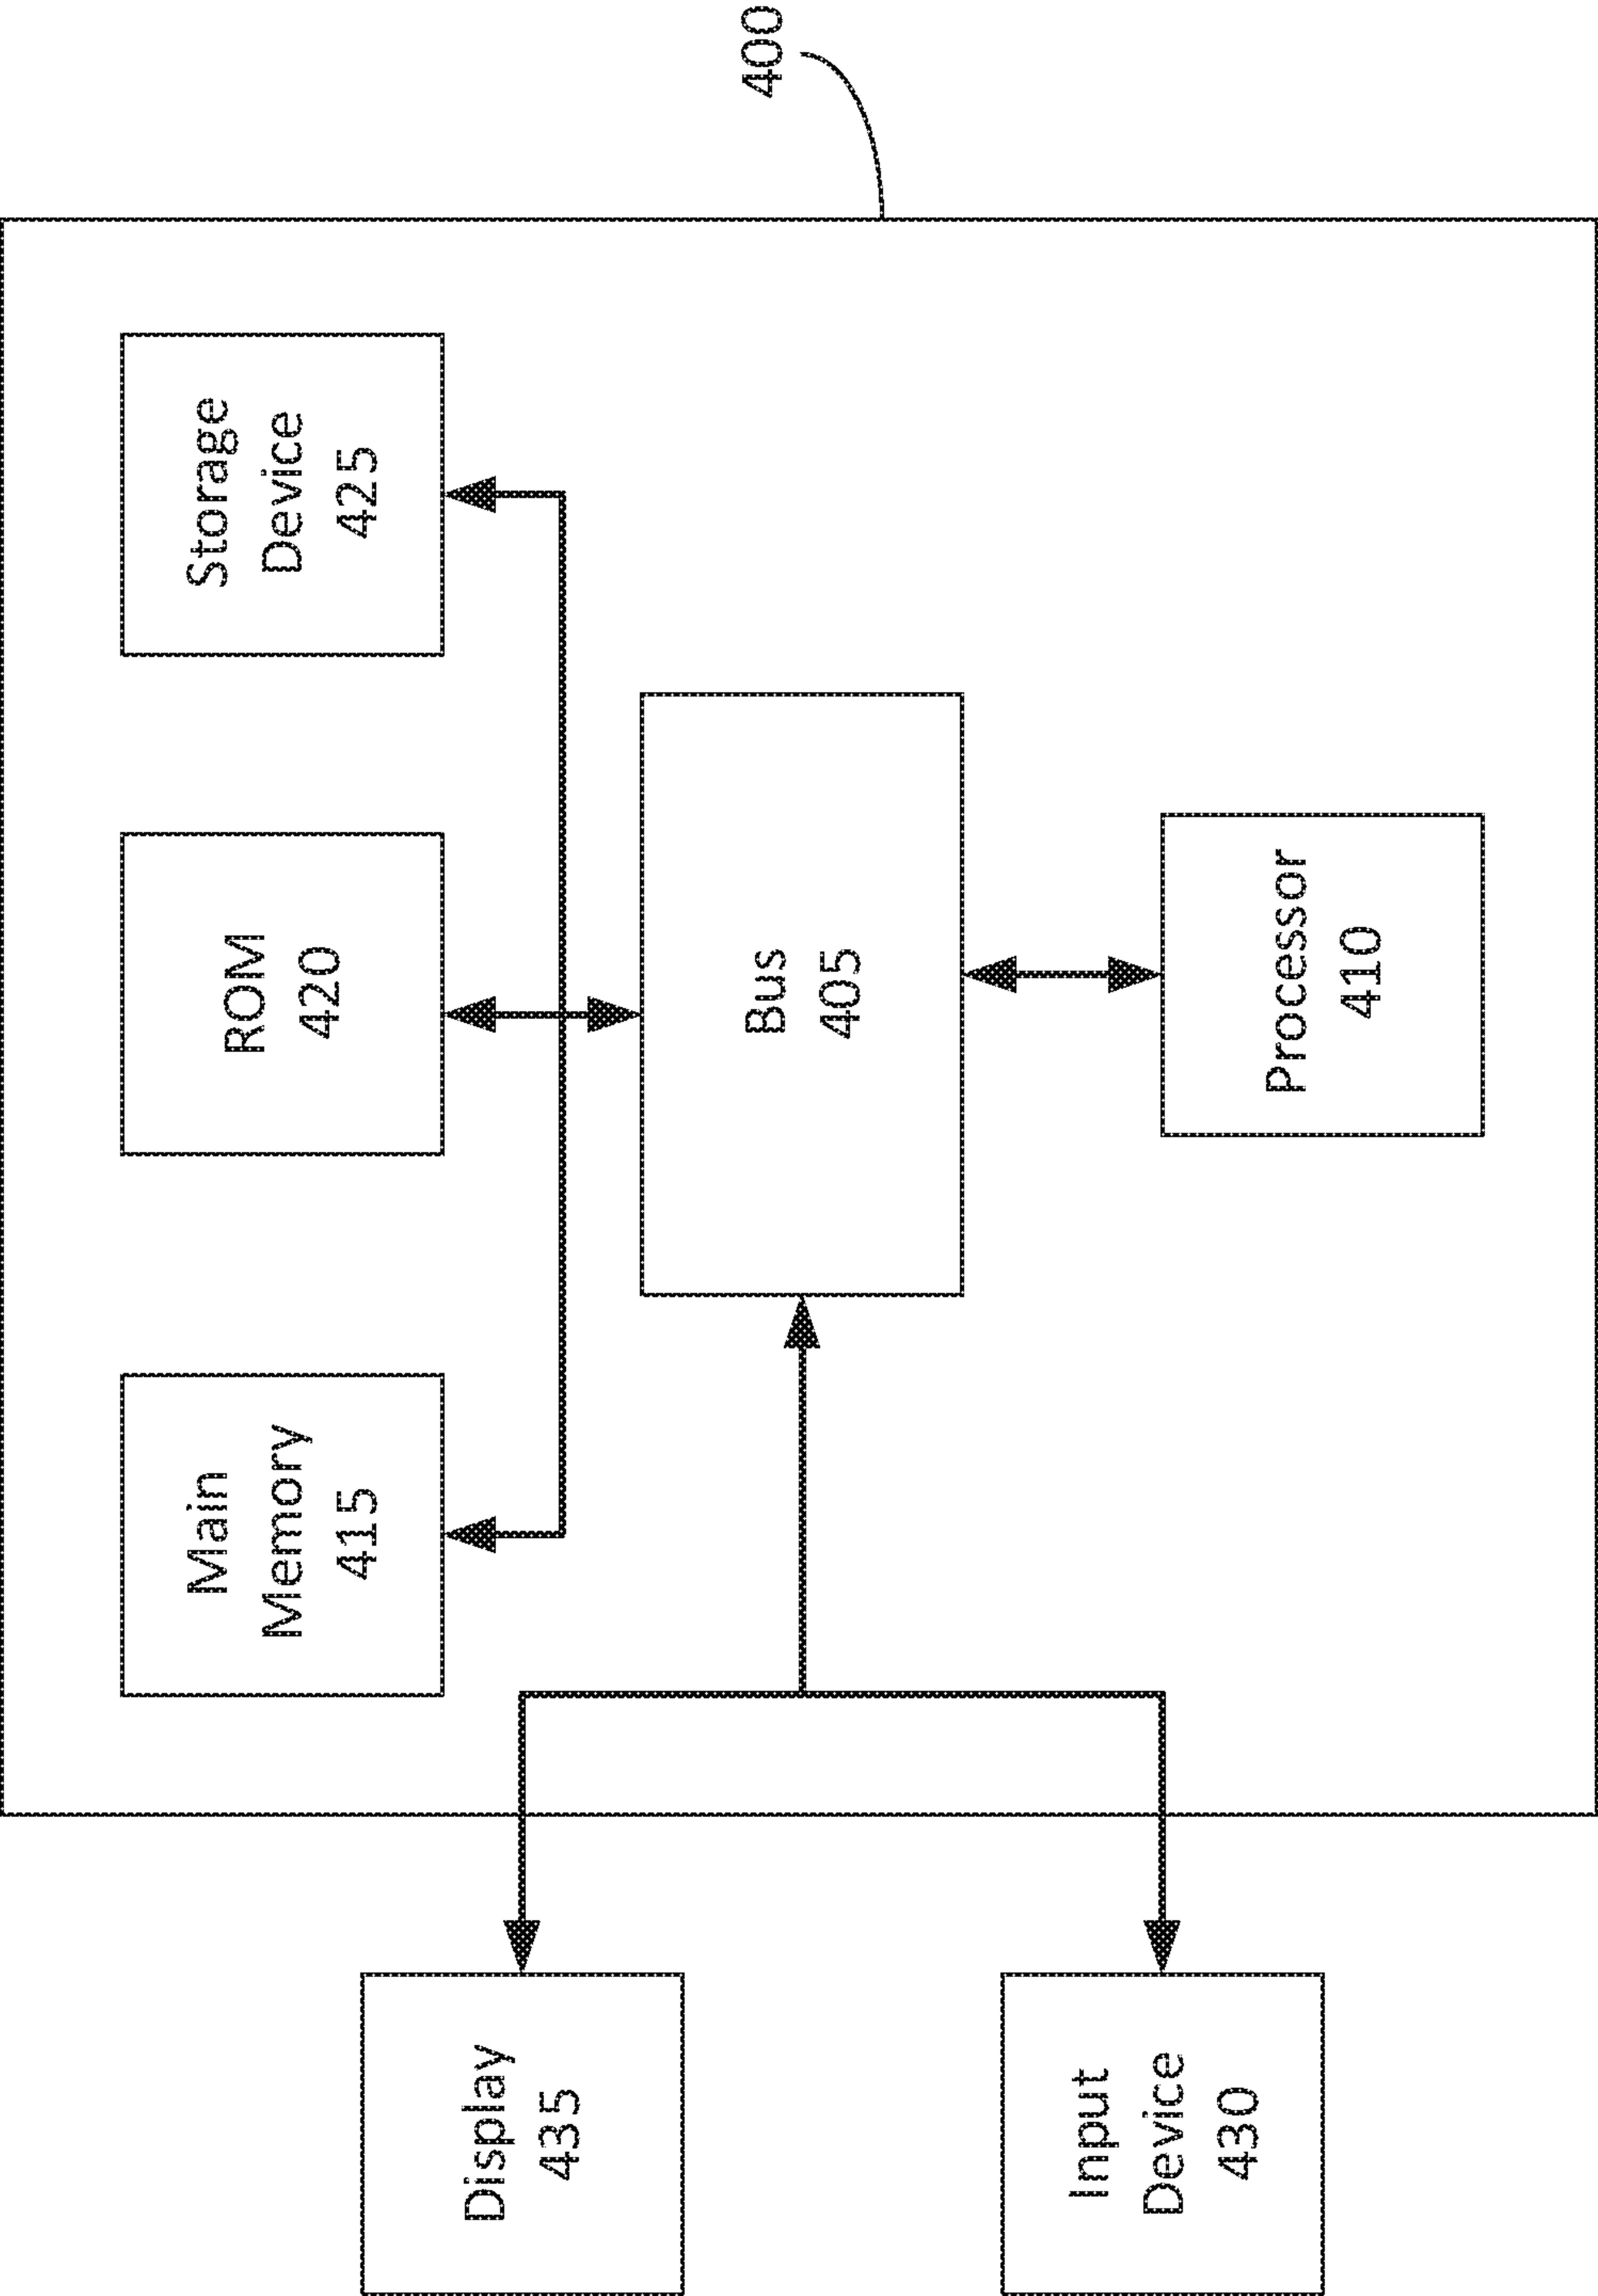 400
Main
Memory
415
ROM
420
Storage
Device
425
Display
435
Bus
405
Input
Device
430
Processor
410